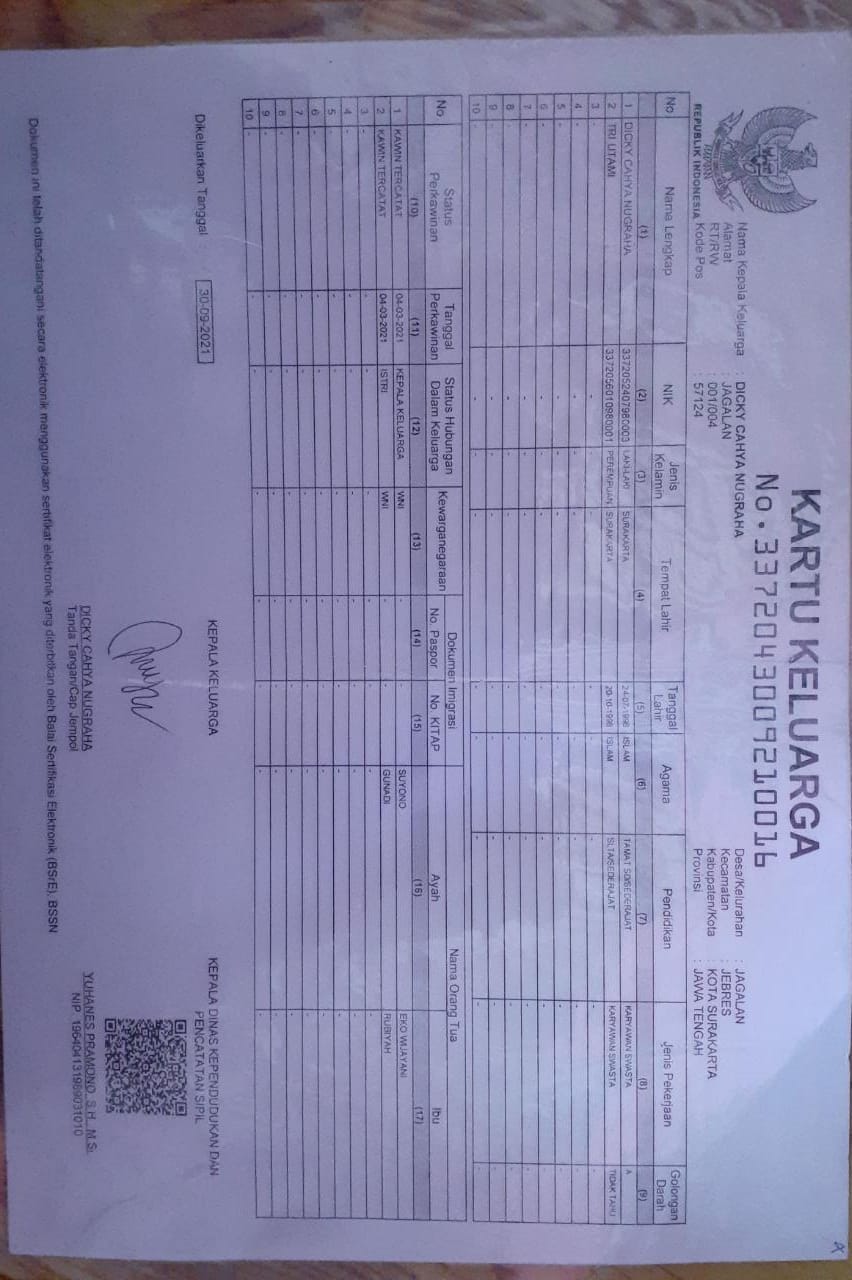 KARTU KELUARGA
No. 3372043009210016
REPUBLIK INDONESIA
Nama Kepala Keluarga : DICKY CAHYA NUGRAHA
Alamat : JAGALAN
RT/RW : 001/004
Kode Pos : 57124
Desa/Kelurahan : JAGALAN
Kecamatan : JEBRES
Kabupaten/Kota : KOTA SURAKARTA
Provinsi : JAWA TENGAH
No Nama Lengkap NIK Jenis Kelamin Tempat Lahir Tanggal Lahir Agama Pendidikan Jenis Pekerjaan Golongan Darah
(1) (2) (3) (4) (5) (6) (7) (8) (9)
1 DICKY CAHYA NUGRAHA 3372052407980003 LAKI-LAKI SURAKARTA 24-07-1998 ISLAM TAMAT SD/SEDERAJAT KARYAWAN SWASTA A
2 TRI UTAMI 3372056010980001 PEREMPUAN SURAKARTA 20-10-1998 ISLAM SLTA/SEDERAJAT KARYAWAN SWASTA TIDAK TAHU
3 - - - - - - - - -
4 - - - - - - - - -
5 - - - - - - - - -
6 - - - - - - - - -
7 - - - - - - - - -
8 - - - - - - - - -
9 - - - - - - - - -
10 - - - - - - - - -
No Status Perkawinan Tanggal Perkawinan Status Hubungan Dalam Keluarga Kewarganegaraan Dokumen Imigrasi No. Paspor No. KITAP Nama Orang Tua Ayah Ibu
(10) (11) (12) (13) (14) (15) (16) (17)
1 KAWIN TERCATAT 04-03-2021 KEPALA KELUARGA WNI - - SUYONO EKO WIJAYANI
2 KAWIN TERCATAT 04-03-2021 ISTRI WNI - - GUNADI RUBIYAH
3 - - - - - - - -
4 - - - - - - - -
5 - - - - - - - -
6 - - - - - - - -
7 - - - - - - - -
8 - - - - - - - -
9 - - - - - - - -
10 - - - - - - - -
Dikeluarkan Tanggal 30-09-2021
KEPALA KELUARGA
DICKY CAHYA NUGRAHA
Tanda Tangan/Cap Jempol
KEPALA DINAS KEPENDUDUKAN DAN
PENCATATAN SIPIL
YUHANES PRAMONO, S.H., M.Si.
NIP. 196404131989031010
Dokumen ini telah ditandatangani secara elektronik menggunakan sertifikat elektronik yang diterbitkan oleh Balai Sertifikasi Elektronik (BSrE), BSSN